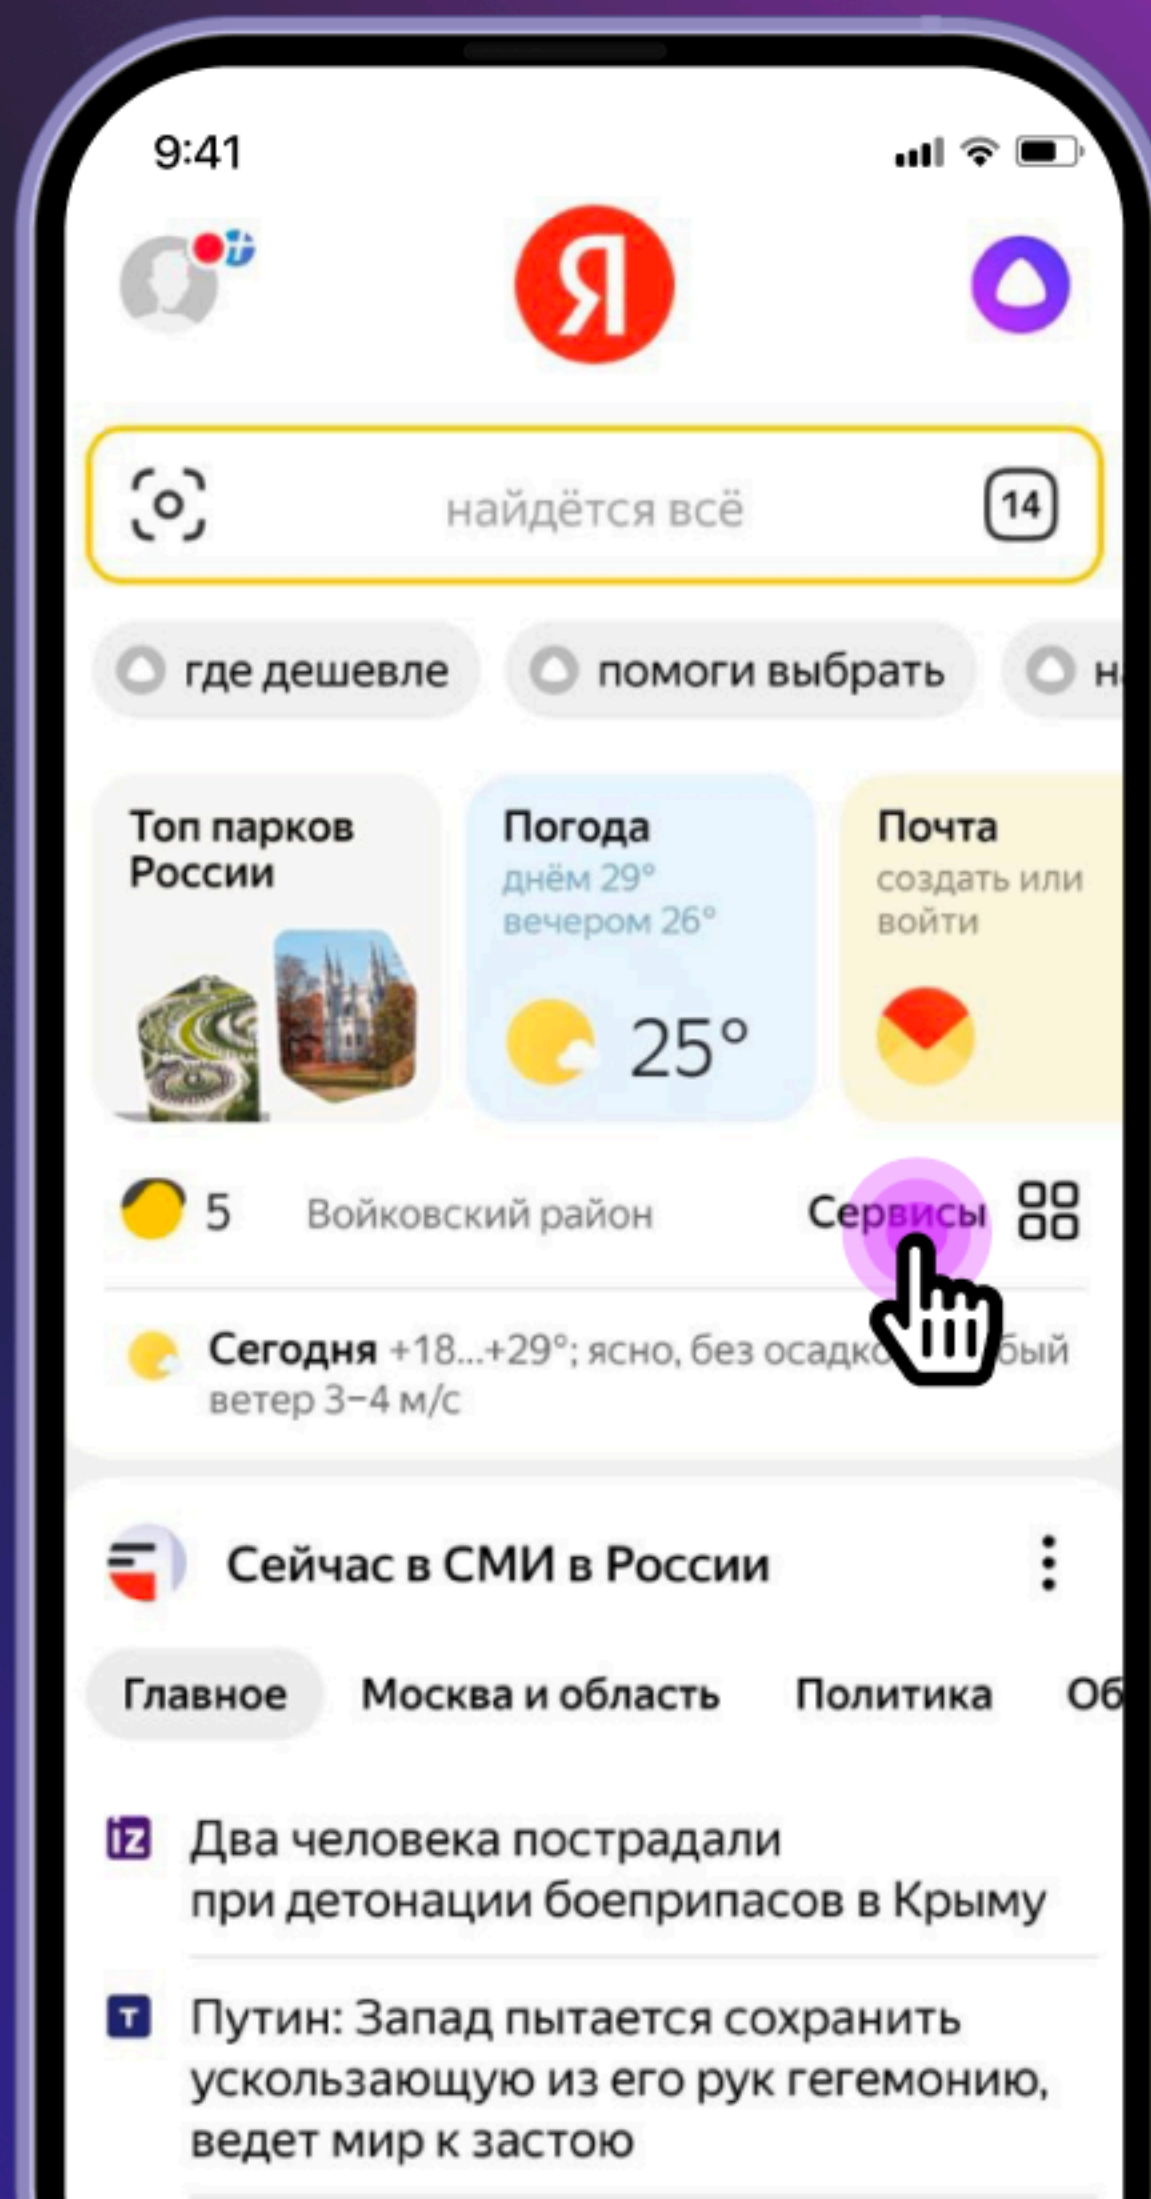 9:41
Я
найдётся всё
14
где дешевле
помоги выбрать
Топ парков
России
Погода
днём 29°
вечером 26°
25°
Почта
создать или
войти
5
Войковский район
Сервисы
Сегодня +18...+29°; ясно, без
ветер 3–4 м/с
Сейчас в СМИ в России
Главное
Москва и область
Политика
iz
Два человека пострадали
при детонации боеприпасов в Крыму
Т
Путин: Запад пытается сохранить
ускользающую из его рук гегемонию,
ведет мир к застою